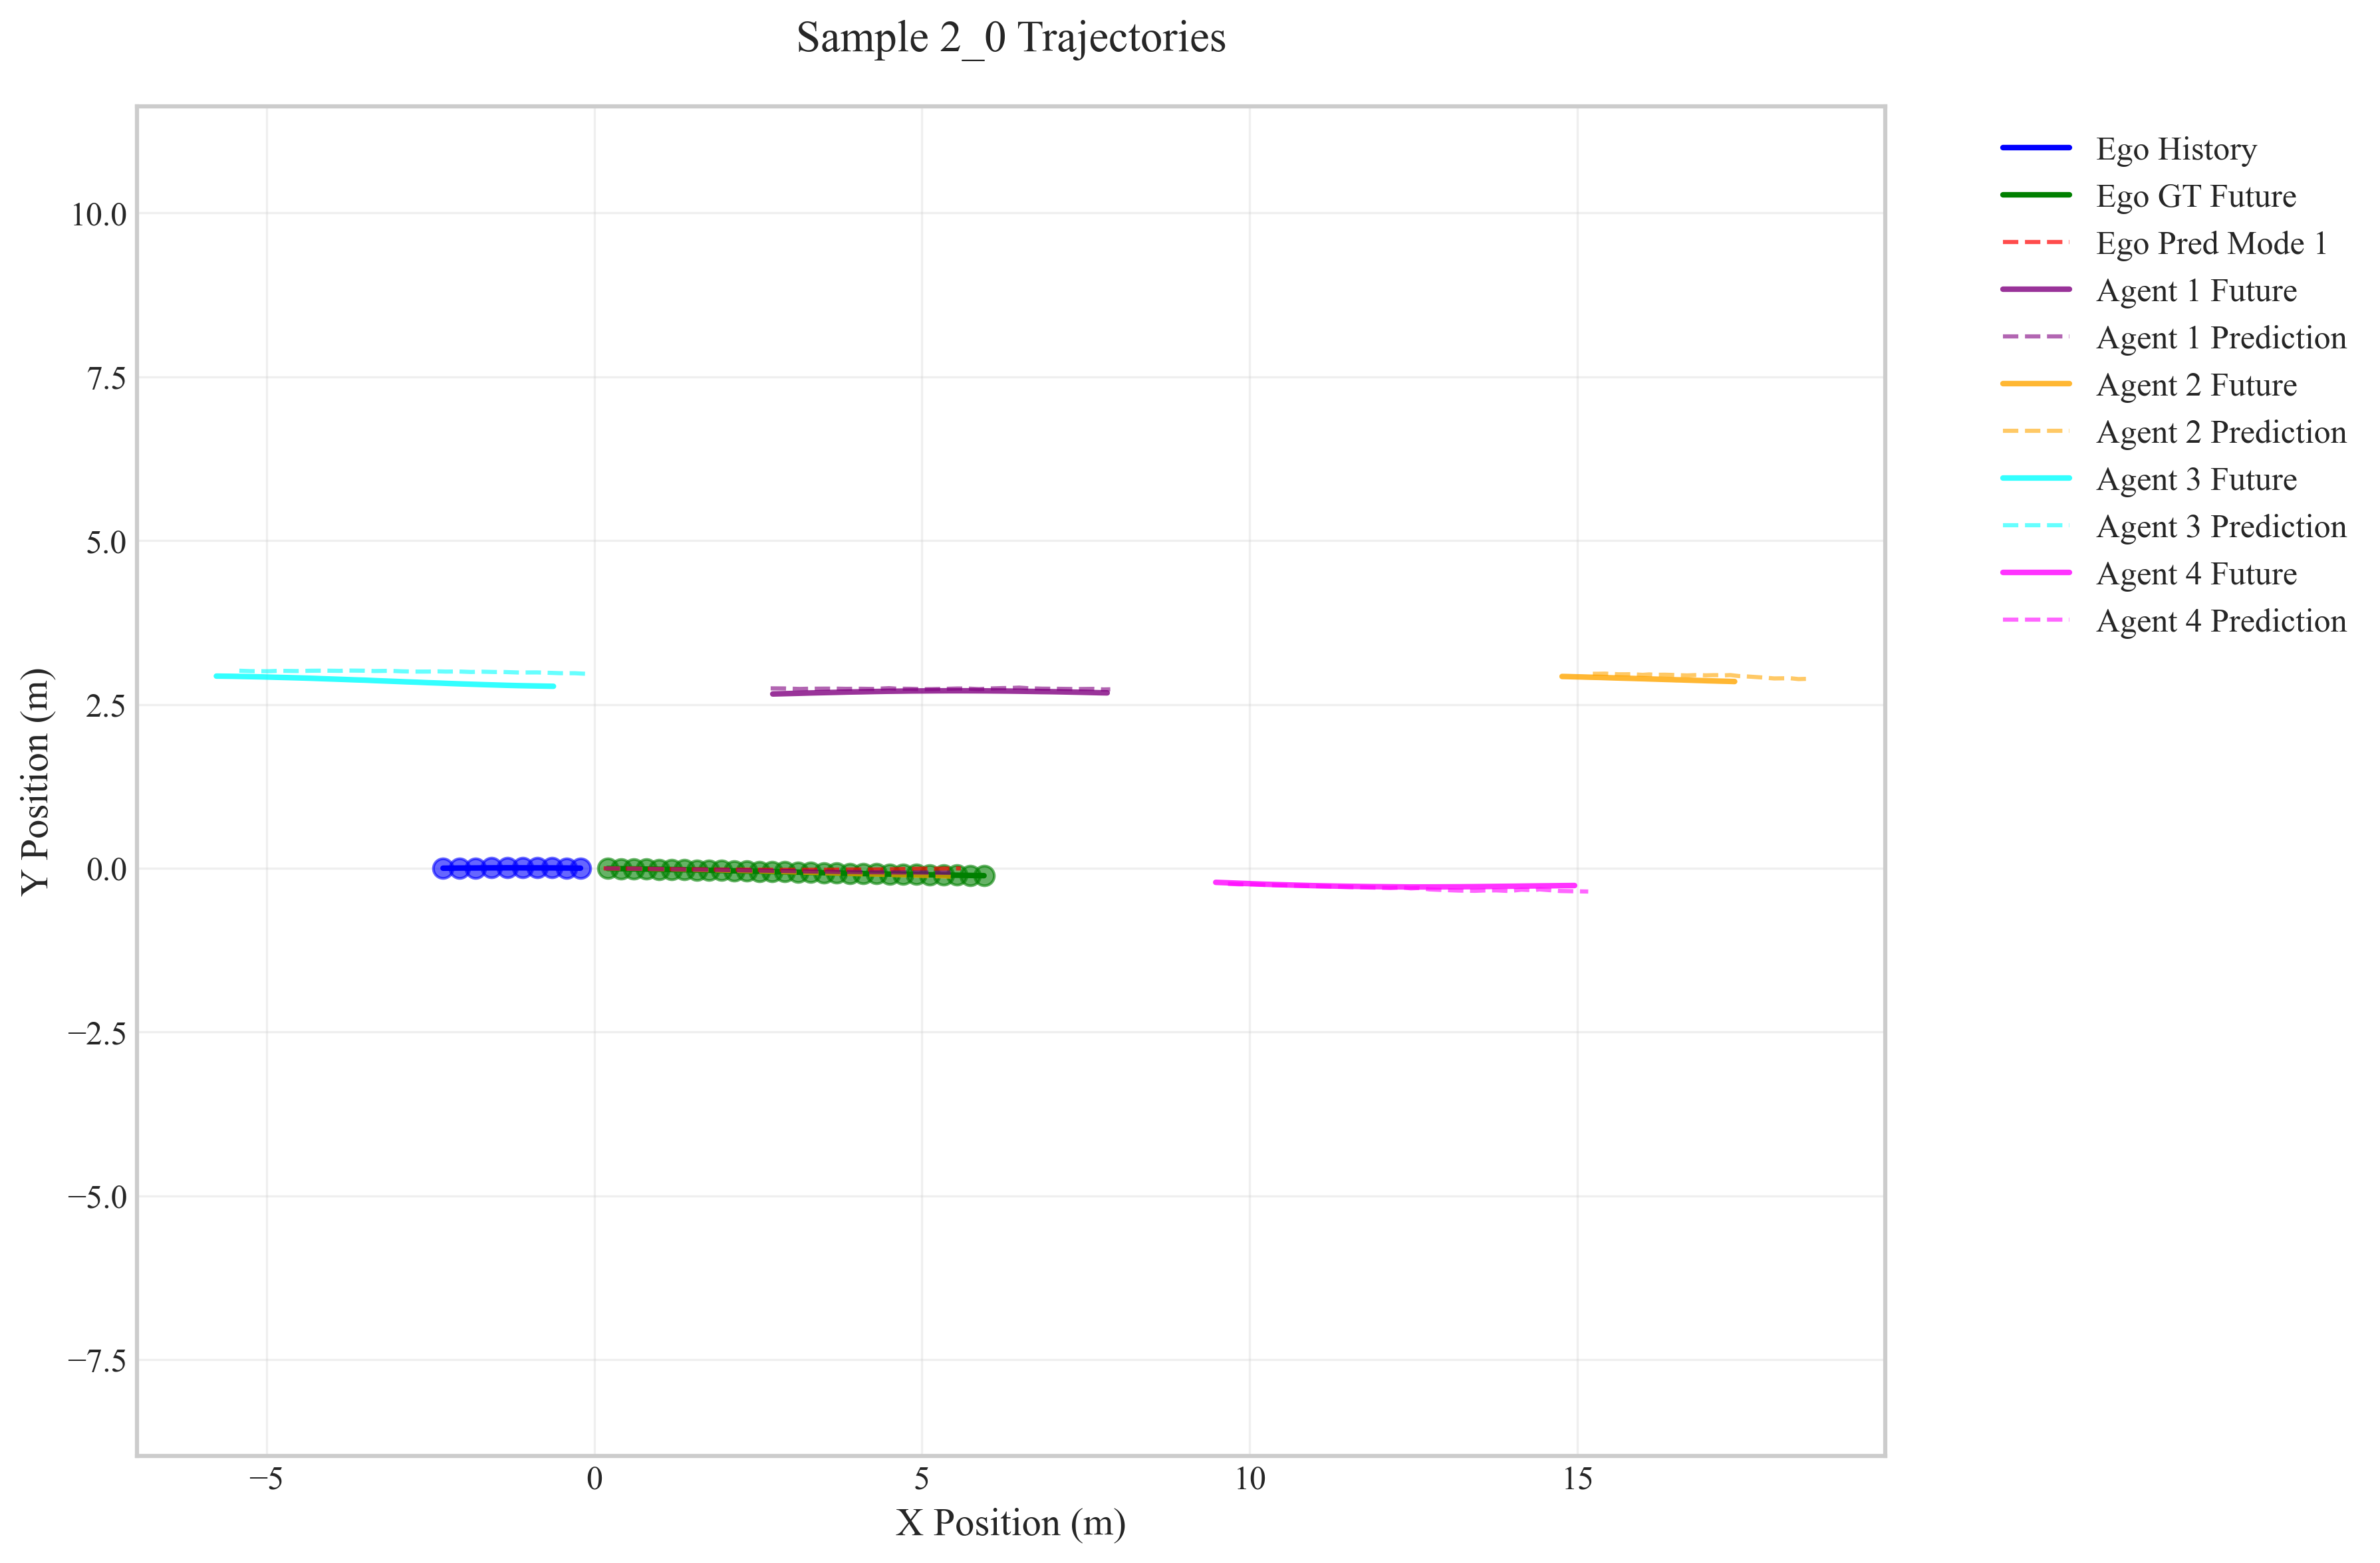 Sample 2_0 Trajectories
Ego History
Ego GT Future
Ego Pred Mode 1
Agent 1 Future
Agent 1 Prediction
Agent 2 Future
Agent 2 Prediction
Agent 3 Future
Agent 3 Prediction
Agent 4 Future
Agent 4 Prediction
Y Position (m)
10.0
7.5
5.0
2.5
0.0
−2.5
−5.0
−7.5
−5
0
5
10
15
X Position (m)